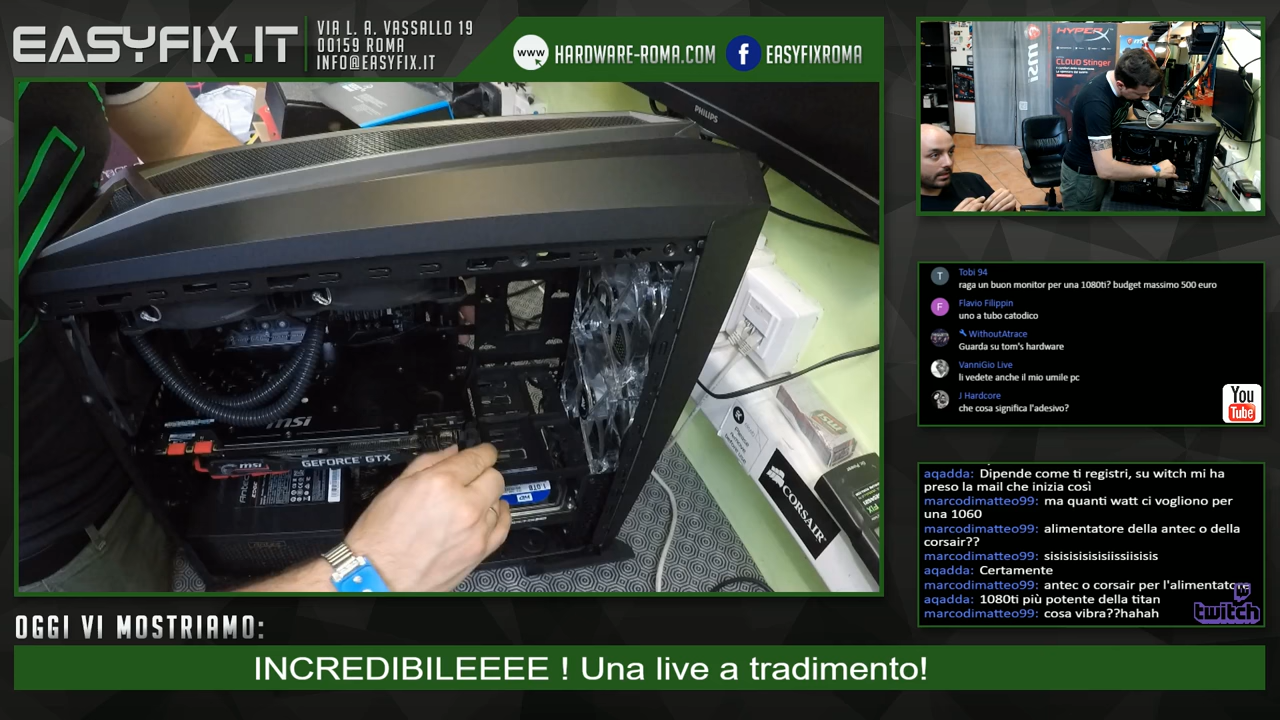 EASYFIX.IT
VIA L. A. VASSALLO 19
00159 ROMA
INFO@EASYFIX.IT
WWW
HARDWARE-ROMA.COM
f
EASYFIXROMA
PHILIPS
msi
msi
GEFORCE GTX
1.0TB
WD
CORSAIR
HYPERX
CLOUD Stinger
T
Tobi 94
raga un buon monitor per una 1080ti? budget massimo 500 euro
F
Flavio Filippin
uno a tubo catodico
WithoutAtrace
Guarda su tom's hardware
VanniGio Live
li vedete anche il mio umile pc
J Hardcore
che cosa significa l'adesivo?
You
Tube
aqadda: Dipende come ti registri, su witch mi ha
preso la mail che inizia così
marcodimatteo99: ma quanti watt ci vogliono per
una 1060
marcodimatteo99: alimentatore della antec o della
corsair??
marcodimatteo99: sisisisisisiissiisisis
aqadda: Certamente
marcodimatteo99: antec o corsair per l'alimentato
aqadda: 1080ti più potente della titan
marcodimatteo99: cosa vibra??hahah
twitch
OGGI VI MOSTRIAMO:
INCREDIBILEEEE ! Una live a tradimento!